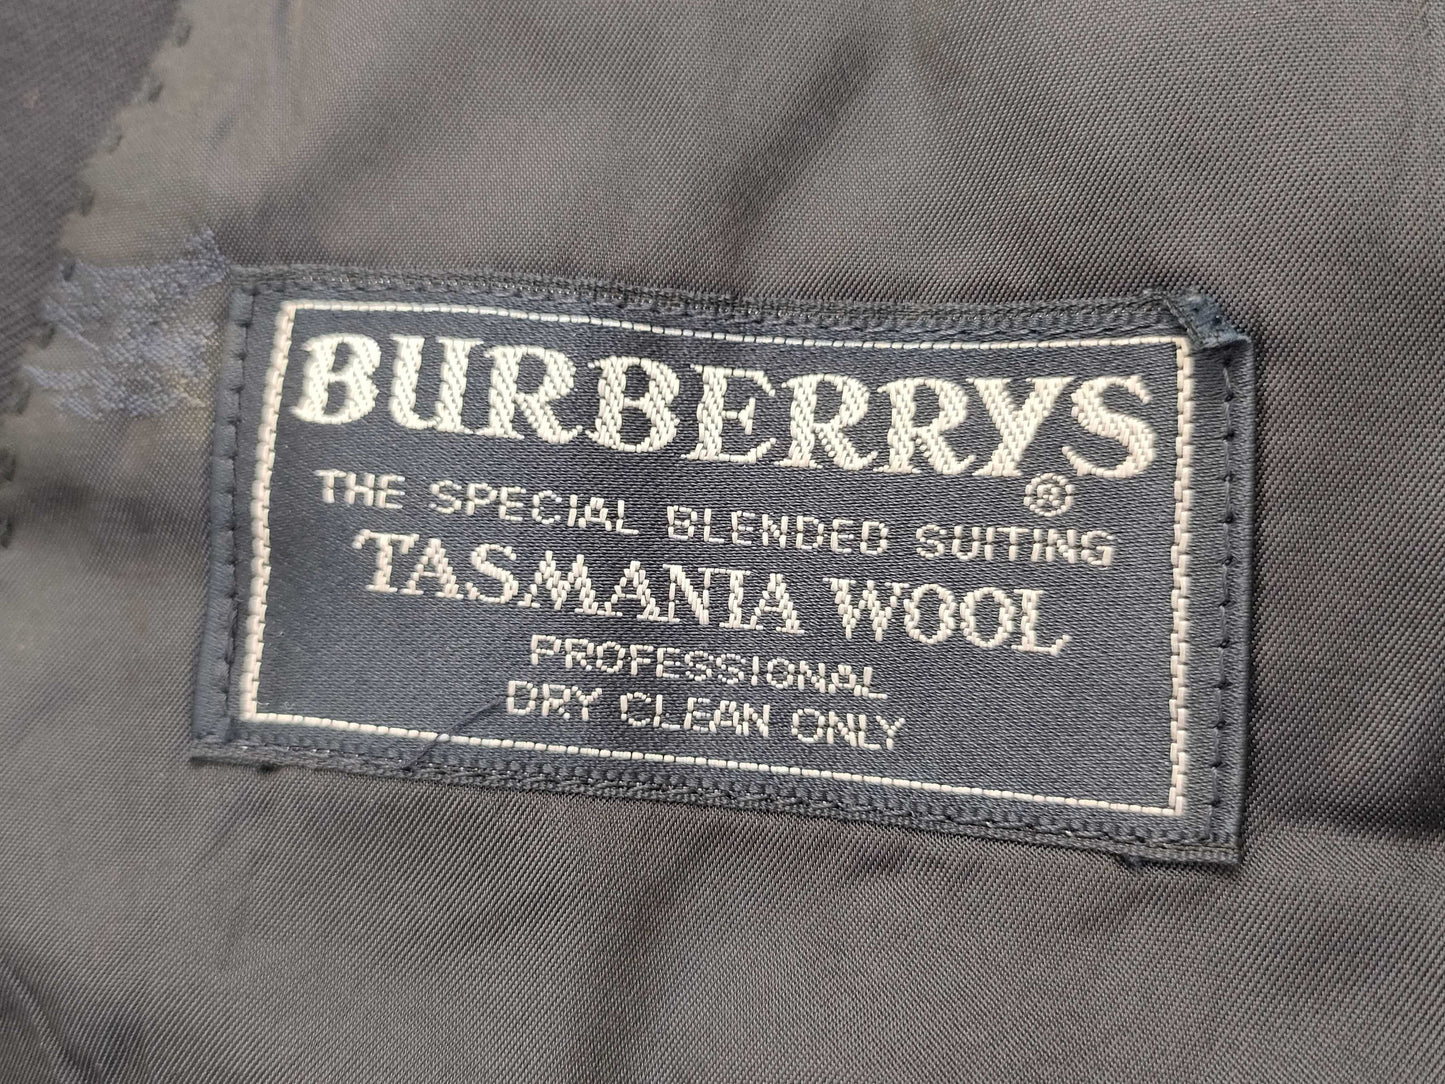 BURBERRYS
®
THE SPECIAL BLENDED SUITING
TASMANIA WOOL
PROFESSIONAL
DRY CLEAN ONLY